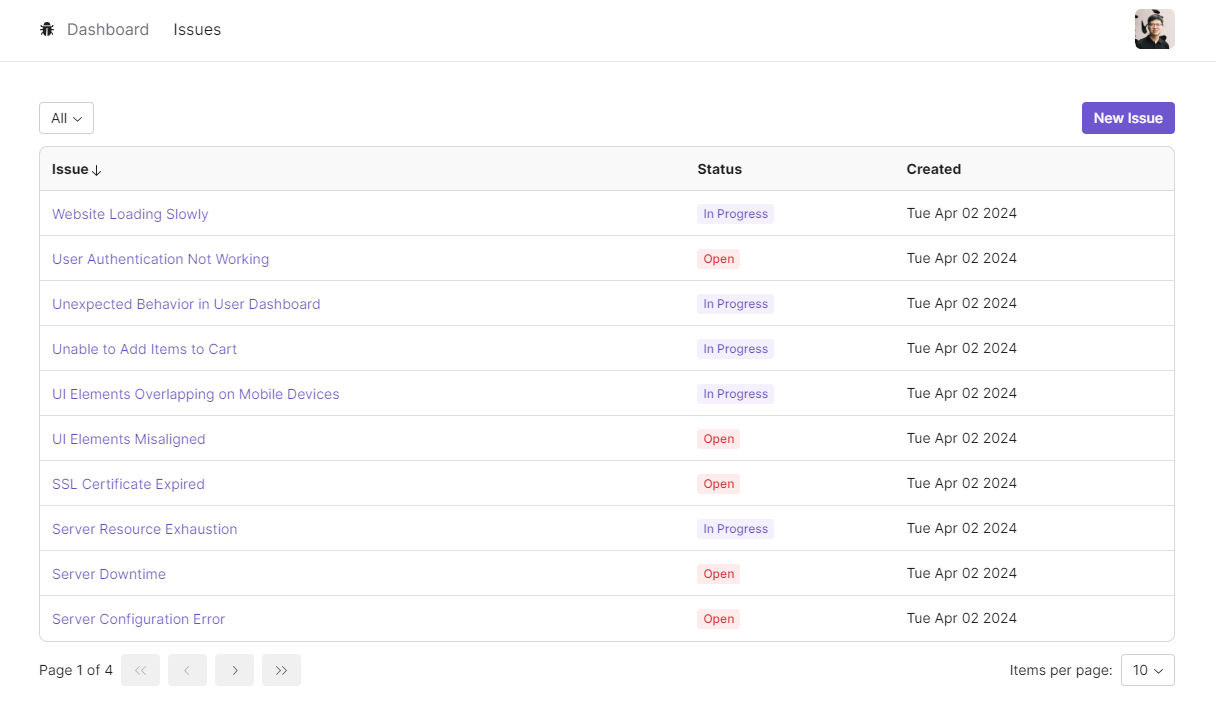 Dashboard Issues
All New Issue
Issue Status Created
Website Loading Slowly In Progress Tue Apr 02 2024
User Authentication Not Working Open Tue Apr 02 2024
Unexpected Behavior in User Dashboard In Progress Tue Apr 02 2024
Unable to Add Items to Cart In Progress Tue Apr 02 2024
UI Elements Overlapping on Mobile Devices In Progress Tue Apr 02 2024
UI Elements Misaligned Open Tue Apr 02 2024
SSL Certificate Expired Open Tue Apr 02 2024
Server Resource Exhaustion In Progress Tue Apr 02 2024
Server Downtime Open Tue Apr 02 2024
Server Configuration Error Open Tue Apr 02 2024
Page 1 of 4 Items per page: 10